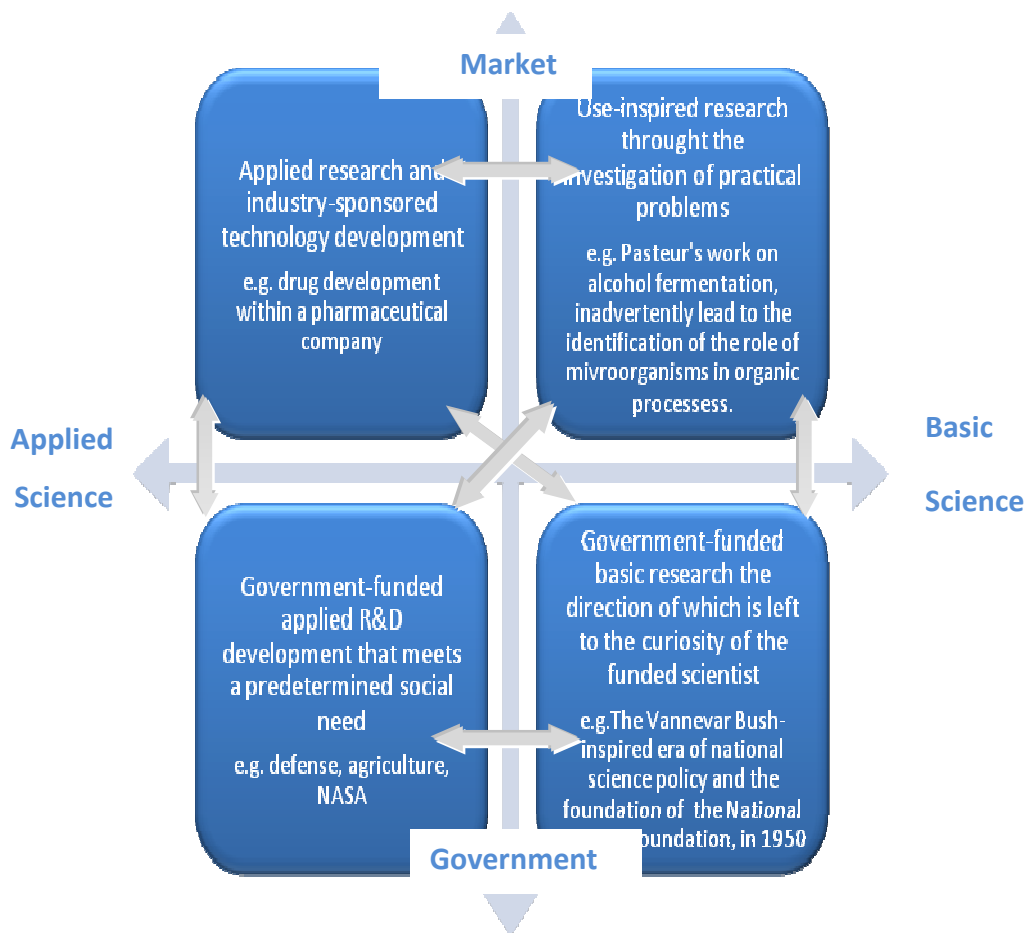 Market
Applied research and
industry-sponsored
technology development
e.g. drug development
within a pharmaceutical
company
Use-inspired research
throught the
investigation of practical
problems
e.g. Pasteur's work on
alcohol fermentation,
inadvertently lead to the
identification of the role of
mivroorganisms in organic
processess.
Applied
Science
Basic
Science
Government-funded
applied R&D
development that meets
a predetermined social
need
e.g. defense, agriculture,
NASA
Government-funded
basic research the
direction of which is left
to the curiosity of the
funded scientist
e.g.The Vannevar Bush-
inspired era of national
science policy and the
foundation of the National
oundation, in 1950
Government